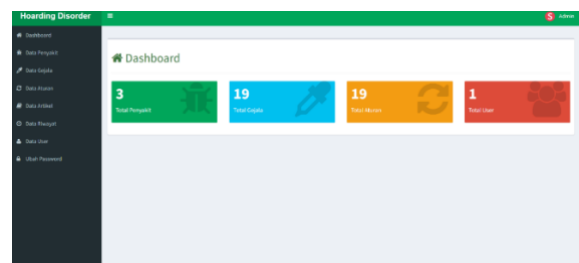 Hoarding Disorder
Admin
Dashboard
Data Penyakit
Data Gejala
Data Aturan
Data Artikel
Data Riwayat
Data User
Ubah Password
Dashboard
3
Total Penyakit
19
Total Gejala
19
Total Aturan
1
Total User